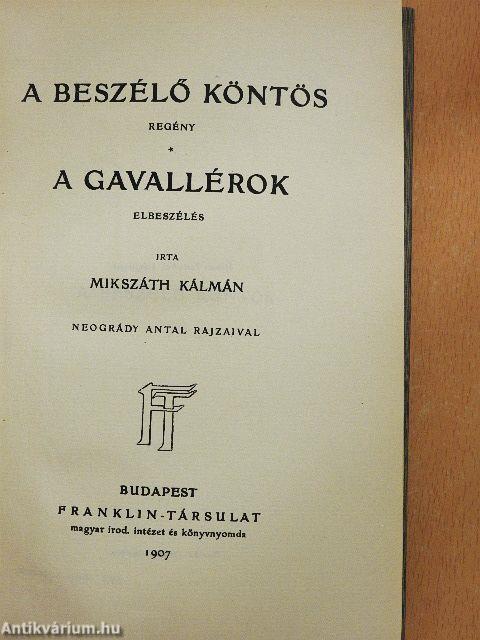 A BESZÉLŐ KÖNTÖS
REGÉNY
*
A GAVALLÉROK
ELBESZÉLÉS
IRTA
MIKSZÁTH KÁLMÁN
NEOGRÁDY ANTAL RAJZAIVAL
FT
BUDAPEST
FRANKLIN-TÁRSULAT
magyar irod. intézet és könyvnyomda
1907
Antikvárium.hu